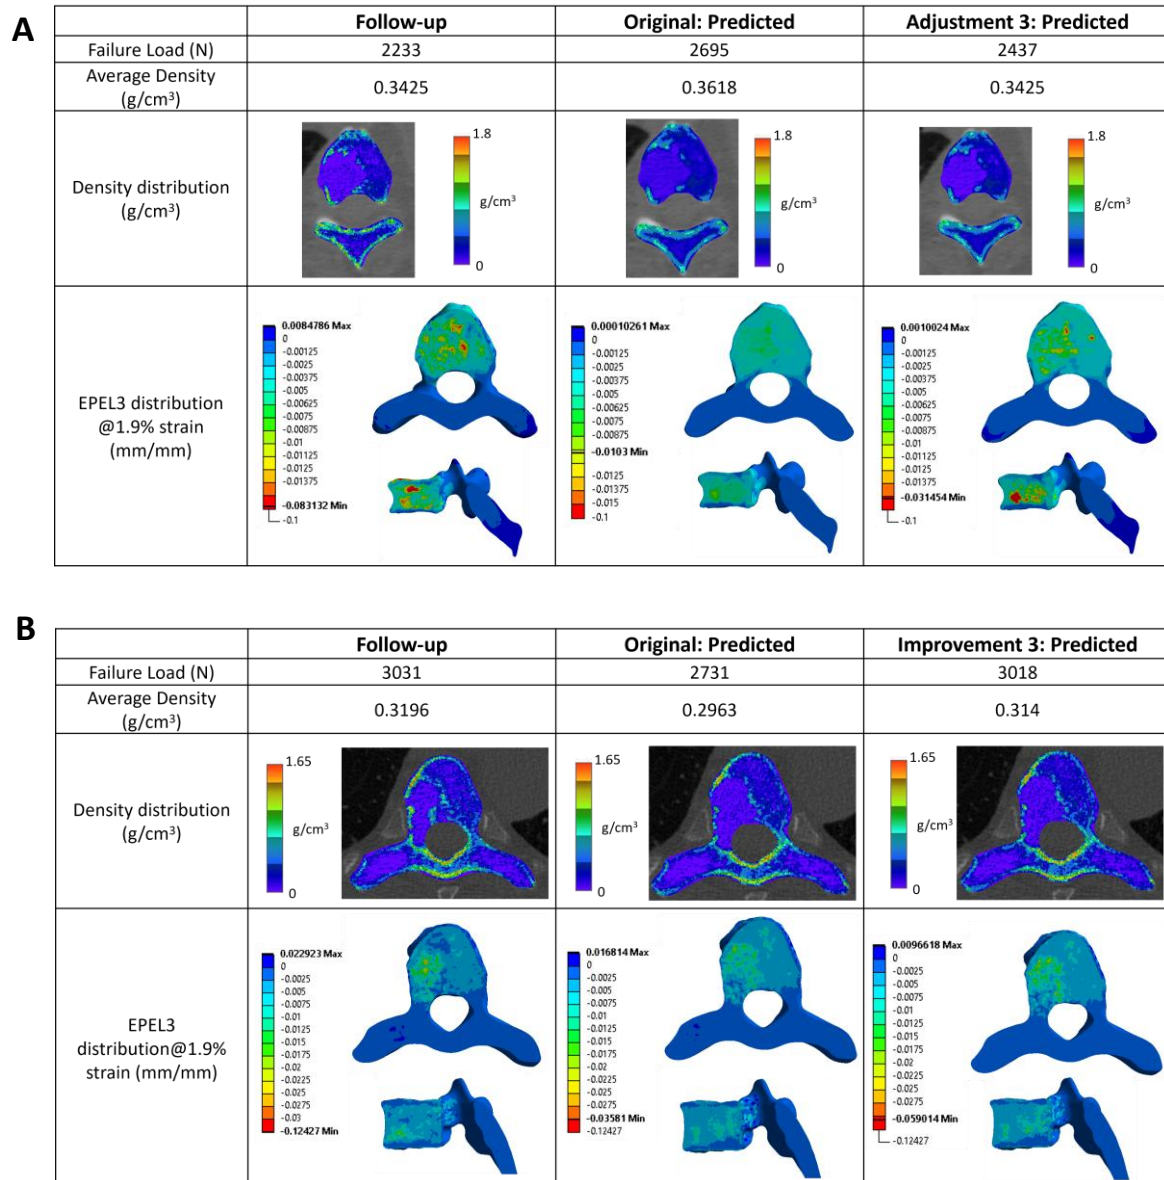 A
Follow-up
Original: Predicted
Adjustment 3: Predicted
Failure Load (N)
2233
2695
2437
Average Density
(g/cm³)
0.3425
0.3618
0.3425
Density distribution
(g/cm³)
1.8
g/cm³
0
1.8
g/cm³
0
1.8
g/cm³
0
EPEL3 distribution
@1.9% strain
(mm/mm)
0.0084786 Max
0
-0.00125
-0.0025
-0.00375
-0.005
-0.00625
-0.0075
-0.00875
-0.01
-0.01125
-0.0125
-0.01375
-0.083132 Min
-0.1
0.00010261 Max
0
-0.00125
-0.0025
-0.00375
-0.005
-0.00625
-0.0075
-0.00875
-0.0103 Min
-0.0125
-0.01375
-0.015
-0.1
0.0010024 Max
0
-0.00125
-0.0025
-0.00375
-0.005
-0.00625
-0.0075
-0.00875
-0.01
-0.01125
-0.0125
-0.01375
-0.031454 Min
-0.1
B
Follow-up
Original: Predicted
Improvement 3: Predicted
Failure Load (N)
3031
2731
3018
Average Density
(g/cm³)
0.3196
0.2963
0.314
Density distribution
(g/cm³)
1.65
g/cm³
0
1.65
g/cm³
0
1.65
g/cm³
0
EPEL3
distribution@1.9%
strain (mm/mm)
0.022923 Max
0
-0.0025
-0.005
-0.0075
-0.01
-0.0125
-0.015
-0.0175
-0.02
-0.0225
-0.025
-0.0275
-0.03
-0.12427 Min
0.016814 Max
0
-0.0025
-0.005
-0.0075
-0.01
-0.0125
-0.015
-0.0175
-0.02
-0.0225
-0.025
-0.0275
-0.03581 Min
-0.12427
0.0096618 Max
0
-0.0025
-0.005
-0.0075
-0.01
-0.0125
-0.015
-0.0175
-0.02
-0.0225
-0.025
-0.0275
-0.059014 Min
-0.12427